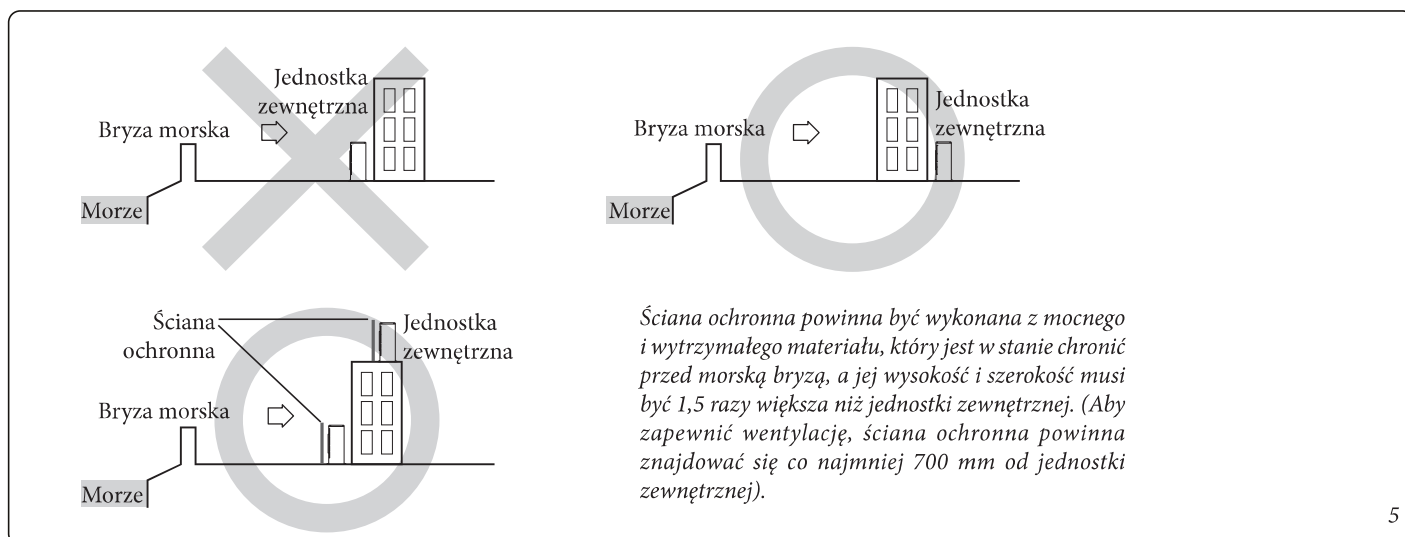 Jednostka
zewnętrzna
Bryza morska
Morze
Jednostka
zewnętrzna
Bryza morska
Morze
Ściana
ochronna
Jednostka
zewnętrzna
Bryza morska
Morze
Ściana ochronna powinna być wykonana z mocnego
i wytrzymałego materiału, który jest w stanie chronić
przed morską bryzą, a jej wysokość i szerokość musi
być 1,5 razy większa niż jednostki zewnętrznej. (Aby
zapewnić wentylację, ściana ochronna powinna
znajdować się co najmniej 700 mm od jednostki
zewnętrznej).
5